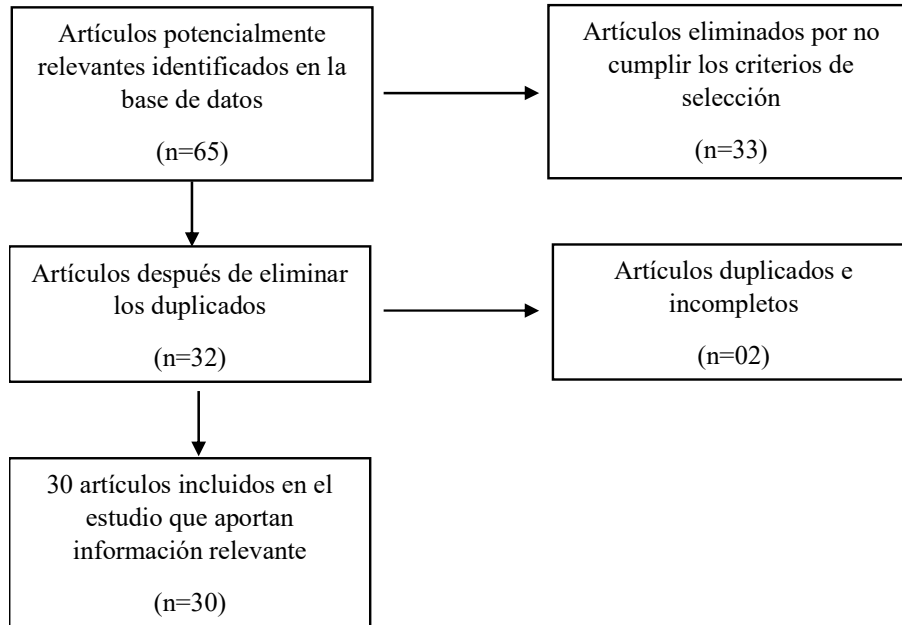 Artículos potencialmente
relevantes identificados en la
base de datos
(n=65)
Artículos eliminados por no
cumplir los criterios de
selección
(n=33)
Artículos después de eliminar
los duplicados
(n=32)
Artículos duplicados e
incompletos
(n=02)
30 artículos incluidos en el
estudio que aportan
información relevante
(n=30)